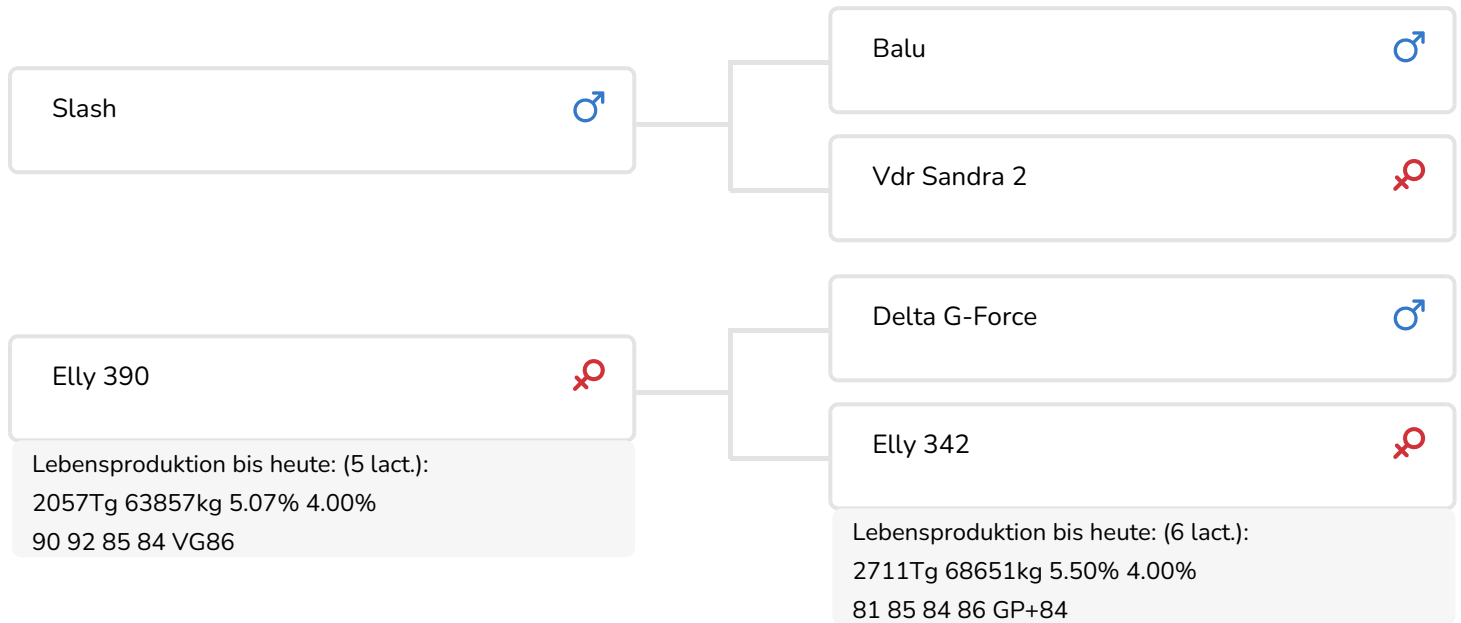 Slash
Balu
Vdr Sandra 2
Elly 390
Lebensproduktion bis heute: (5 lact.):
2057Tg 63857kg 5.07% 4.00%
90 92 85 84 VG86
Delta G-Force
Elly 342
Lebensproduktion bis heute: (6 lact.):
2711Tg 68651kg 5.50% 4.00%
81 85 84 86 GP+84